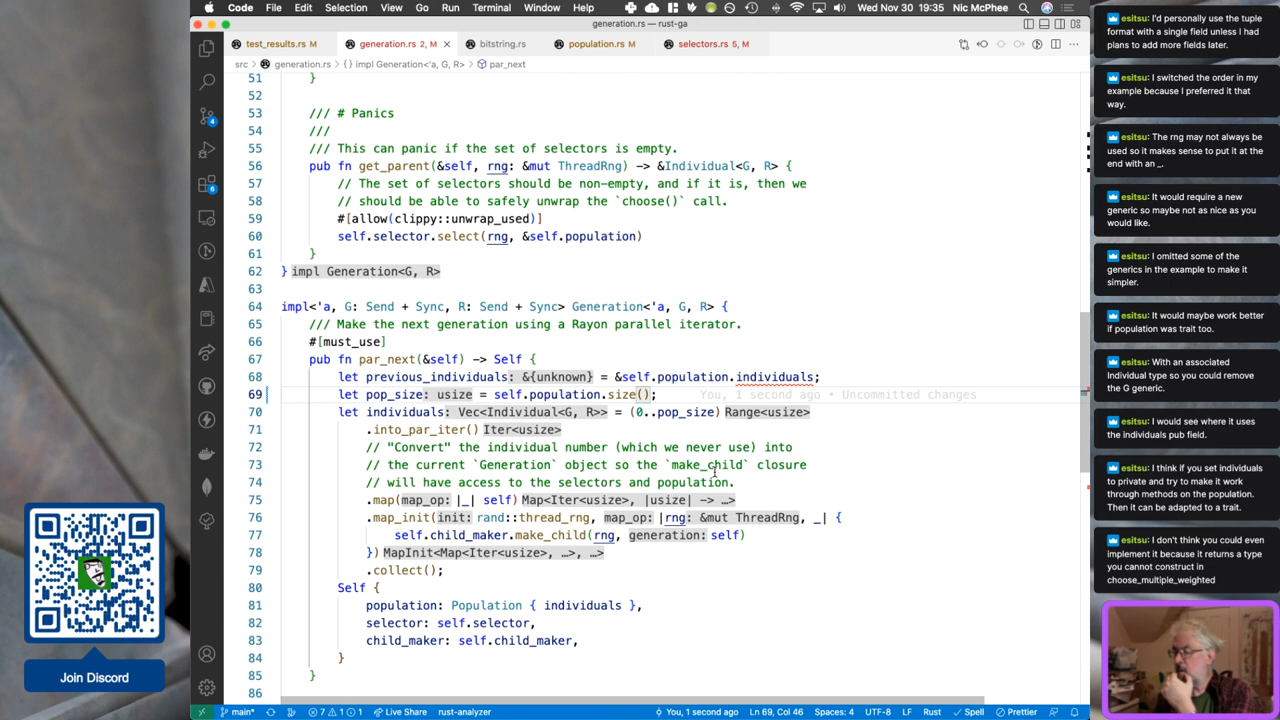 Code File Edit Selection View Go Run Terminal Window Help
Wed Nov 30 19:35 Nic McPhee
generation.rs — rust-ga
test_results.rs M generation.rs 2, M bitstring.rs population.rs M selectors.rs 5, M
src > generation.rs > {} impl Generation<'a, G, R> > par_next
51 }
52
53 /// # Panics
54 ///
55 /// This can panic if the set of selectors is empty.
56 pub fn get_parent(&self, rng: &mut ThreadRng) -> &Individual<G, R> {
57 // The set of selectors should be non-empty, and if it is, then we
58 // should be able to safely unwrap the `choose()` call.
59 #[allow(clippy::unwrap_used)]
60 self.selector.select(rng, &self.population)
61 }
62 } impl Generation<G, R>
63
64 impl<'a, G: Send + Sync, R: Send + Sync> Generation<'a, G, R> {
65 /// Make the next generation using a Rayon parallel iterator.
66 #[must_use]
67 pub fn par_next(&self) -> Self {
68 let previous_individuals: &{unknown} = &self.population.individuals;
69 let pop_size: usize = self.population.size(); You, 1 second ago • Uncommitted changes
70 let individuals: Vec<Individual<G, R>> = (0..pop_size) Range<usize>
71 .into_par_iter() Iter<usize>
72 // "Convert" the individual number (which we never use) into
73 // the current `Generation` object so the `make_child` closure
74 // will have access to the selectors and population.
75 .map(map_op: |_| self) Map<Iter<usize>, |usize| -> …>
76 .map_init(init: rand::thread_rng, map_op: |rng: &mut ThreadRng, _| {
77 self.child_maker.make_child(rng, generation: self)
78 }) MapInit<Map<Iter<usize>, …>, …>
79 .collect();
80 Self {
81 population: Population { individuals },
82 selector: self.selector,
83 child_maker: self.child_maker,
84 }
85 }
86
4
6
main* 7 1 1 Live Share rust-analyzer You, 1 second ago Ln 69, Col 46 Spaces: 4 UTF-8 LF Rust Spell Prettier
Join Discord
esitsu: I'd personally use the tuple
format with a single field unless I had
plans to add more fields later.
esitsu: I switched the order in my
example because I preferred it that
way.
esitsu: The rng may not always be
used so it makes sense to put it at the
end with an _.
esitsu: It would require a new
generic so maybe not as nice as you
would like.
esitsu: I omitted some of the
generics in the example to make it
simpler.
esitsu: It would maybe work better
if population was trait too.
esitsu: With an associated
Individual type so you could remove
the G generic.
esitsu: I would see where it uses
the individuals pub field.
esitsu: I think if you set individuals
to private and try to make it work
through methods on the population.
Then it can be adapted to a trait.
esitsu: I don't think you could even
implement it because it returns a type
you cannot construct in
choose_multiple_weighted